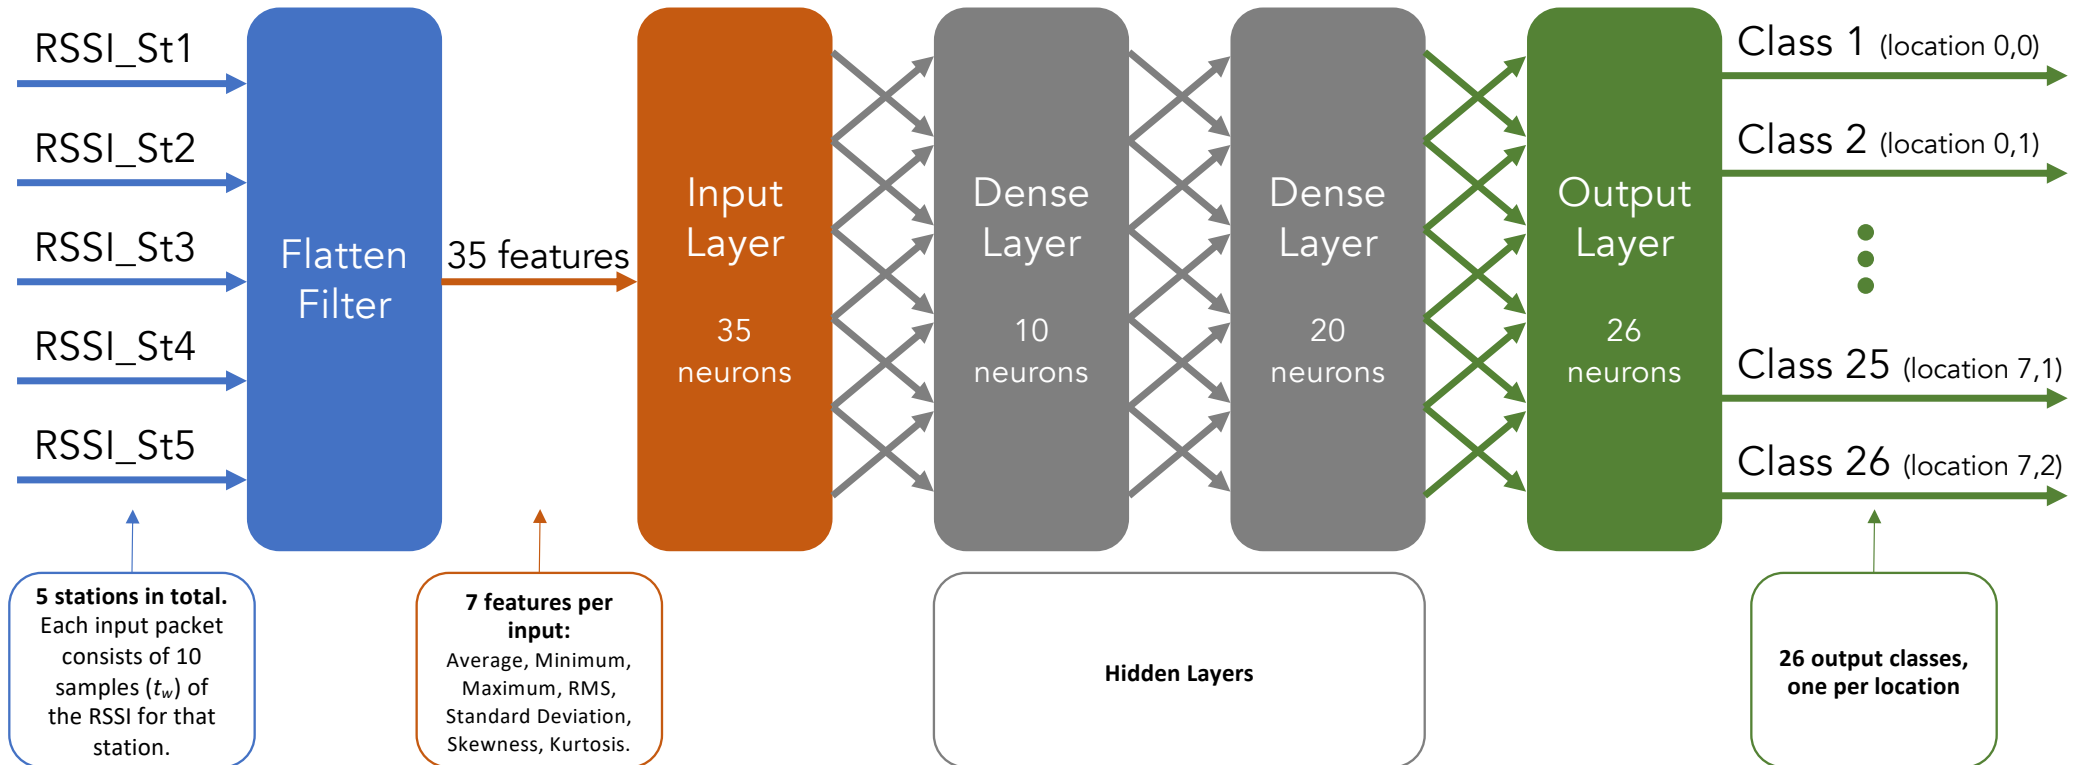 RSSI_St1
RSSI_St2
RSSI_St3
RSSI_St4
RSSI_St5
Flatten
Filter
35 features
Input
Layer
35
neurons
Dense
Layer
10
neurons
Dense
Layer
20
neurons
Output
Layer
26
neurons
Class 1 (location 0,0)
Class 2 (location 0,1)
Class 25 (location 7,1)
Class 26 (location 7,2)
5 stations in total.
Each input packet
consists of 10
samples (tw) of
the RSSI for that
station.
7 features per
input:
Average, Minimum,
Maximum, RMS,
Standard Deviation,
Skewness, Kurtosis.
Hidden Layers
26 output classes,
one per location